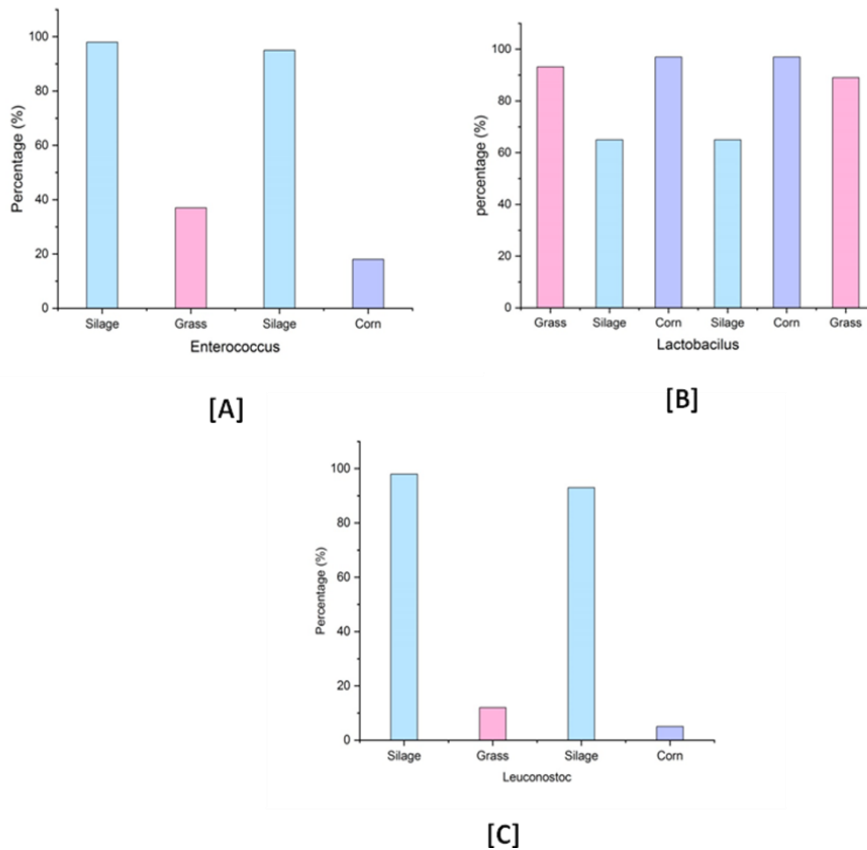 100
80
60
40
20
0
Percentage (%)
Silage Grass Silage Corn
Enterococcus
[A]
100
80
60
40
20
0
percentage (%)
Grass Silage Corn Silage Corn Grass
Lactobacilus
[B]
100
80
60
40
20
0
Percentage (%)
Silage Grass Silage Corn
Leuconostoc
[C]